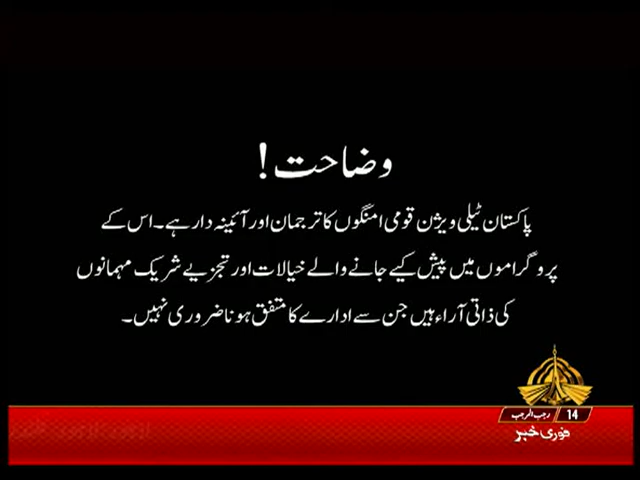 وضاحت!
پاکستان ٹیلی ویژن قومی امنگوں کا ترجمان اور آئینہ دار ہے۔ اس کے
پروگراموں میں پیش کیے جانے والے خیالات اور تجزیے شریک مہمانوں
کی ذاتی آراء ہیں جن سے ادارے کا متفق ہونا ضروری نہیں۔
14 رجب المرجب
فوری خبر